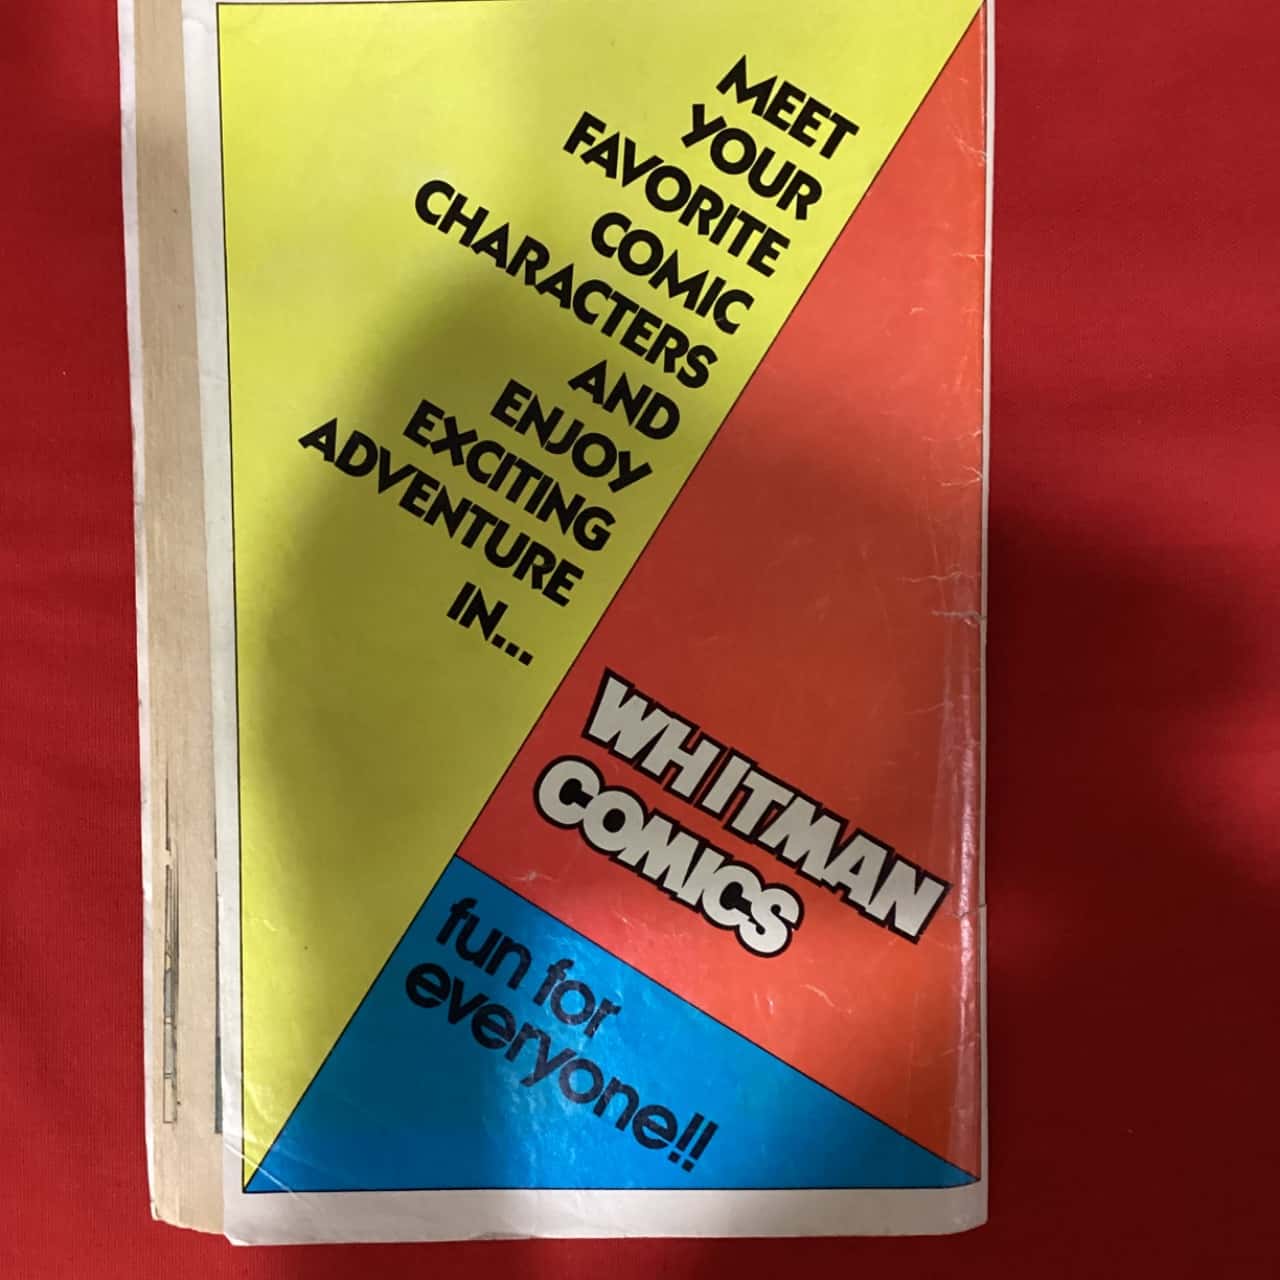 MEET
YOUR
FAVORITE
COMIC
CHARACTERS
AND
ENJOY
EXCITING
ADVENTURE
IN...
WHITMAN
COMICS
fun for
everyone!!